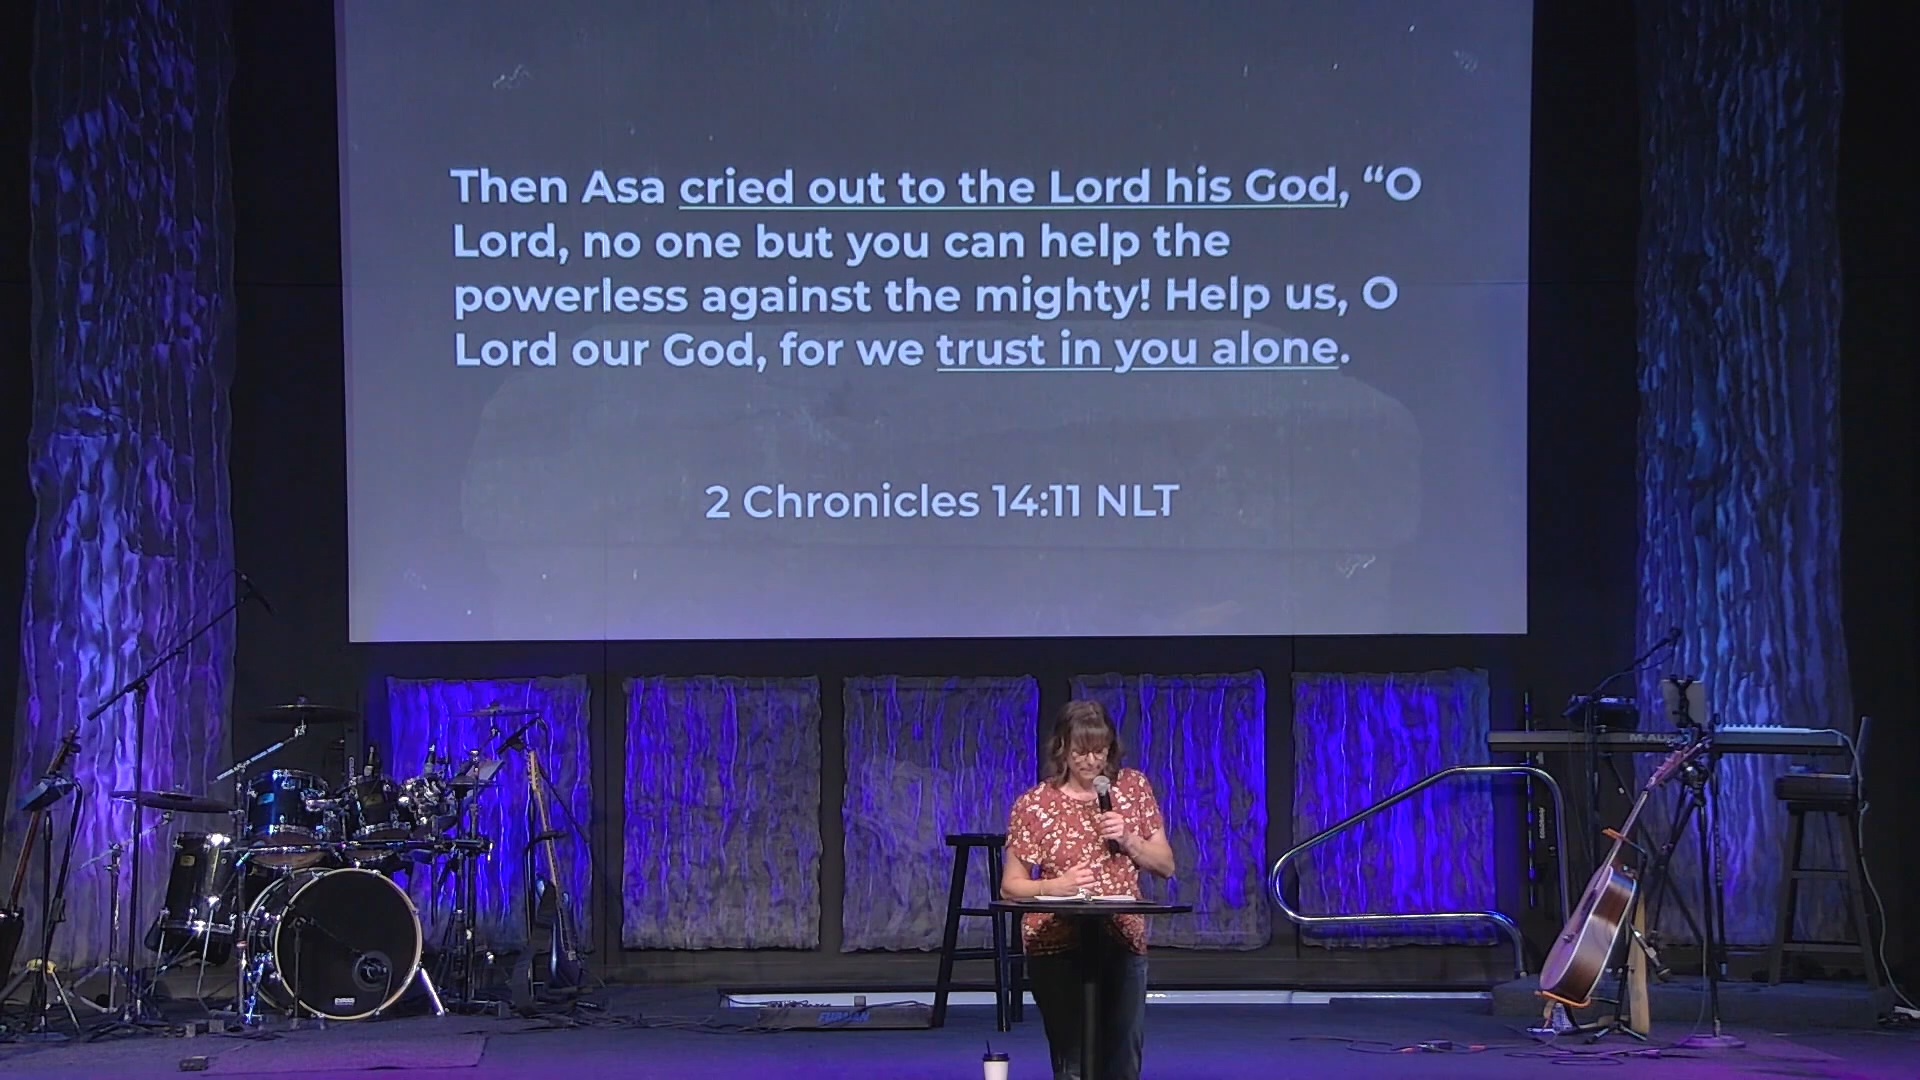 Then Asa cried out to the Lord his God, “O
Lord, no one but you can help the
powerless against the mighty! Help us, O
Lord our God, for we trust in you alone.
2 Chronicles 14:11 NLT
M-AUDIO